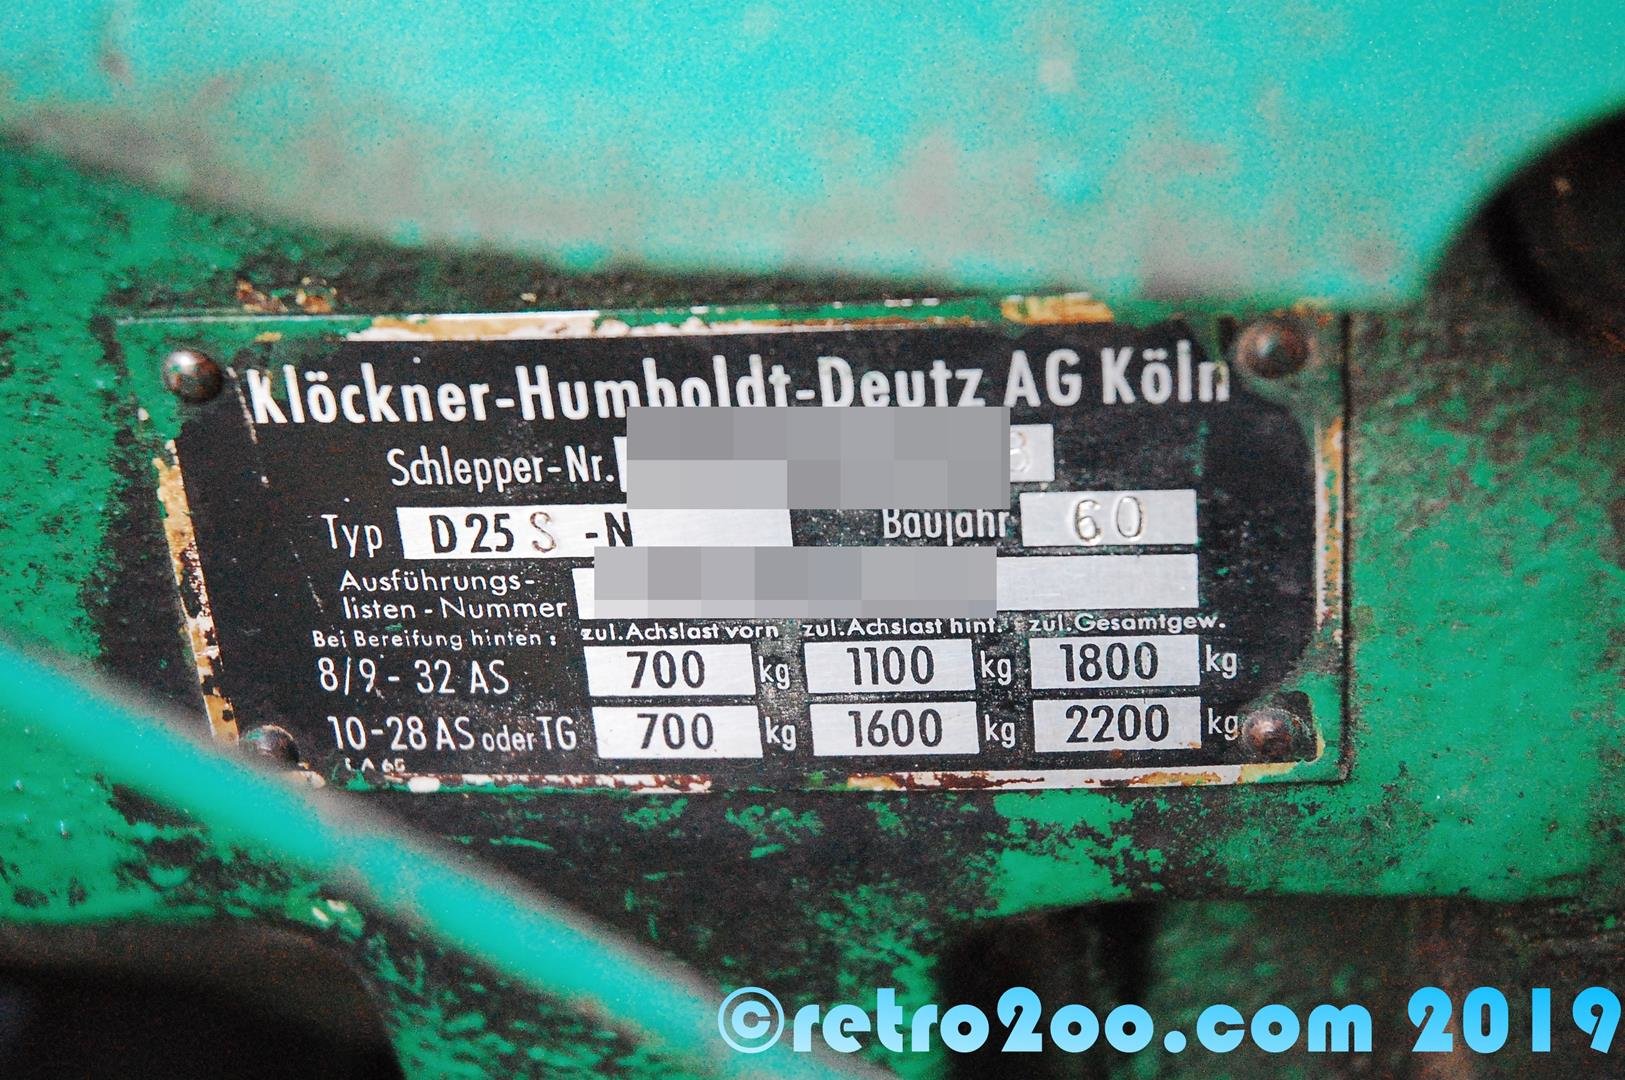 Klöckner-Humboldt-Deutz AG Köln
Schlepper-Nr. 8
Typ D 25 S -N Baujahr 60
Ausführungs-
listen-Nummer
Bei Bereifung hinten: zul. Achslast vorn zul. Achslast hint. zul. Gesamtgew.
8/9 - 32 AS 700 kg 1100 kg 1800 kg
10-28 AS oder TG 700 kg 1600 kg 2200 kg
©retro2oo.com 2019